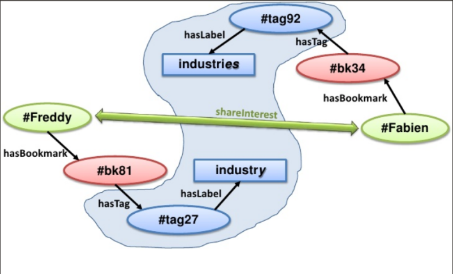 #tag92
hasLabel
hasTag
industries
#bk34
hasBookmark
shareInterest
#Freddy
#Fabien
hasBookmark
#bk81
industry
hasLabel
hasTag
#tag27